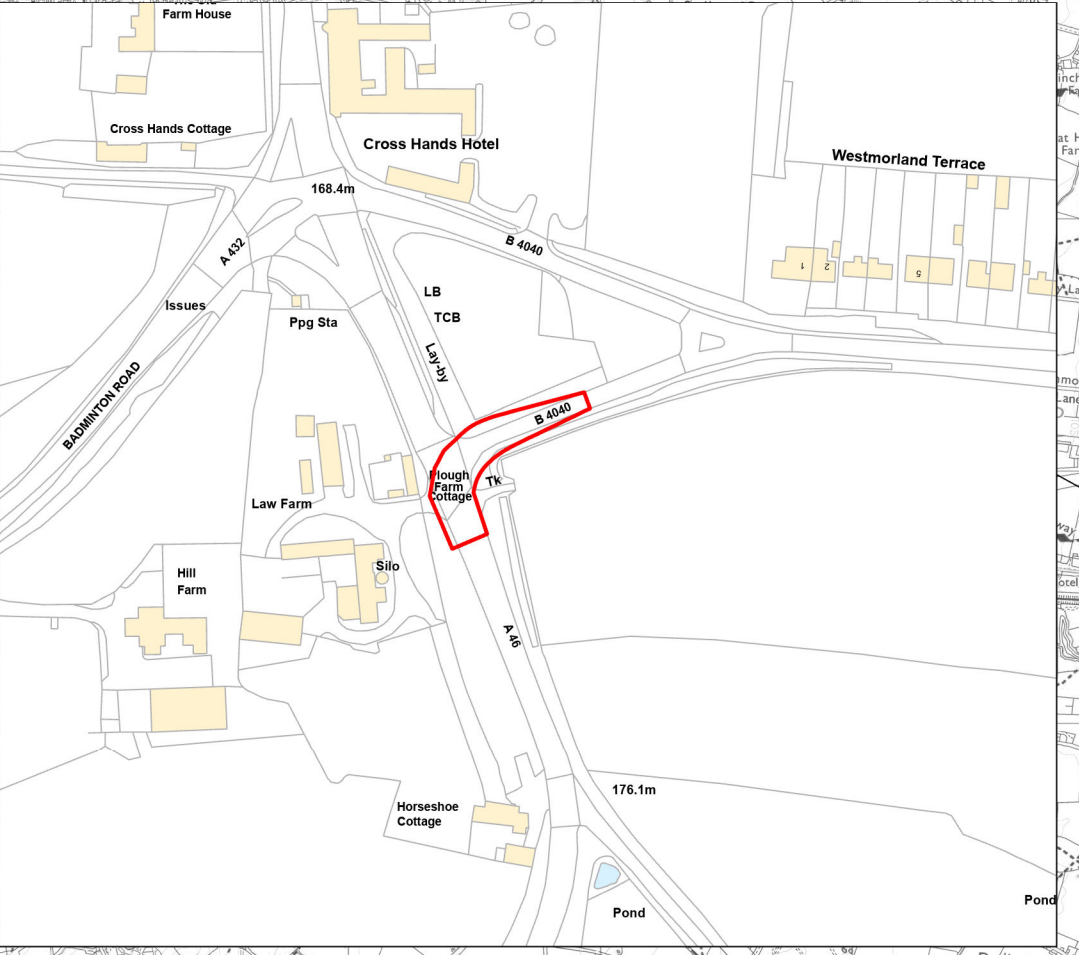 Farm House
Cross Hands Cottage
Cross Hands Hotel
Westmorland Terrace
168.4m
A 432
B 4040
1
2
5
LB
TCB
Issues
Ppg Sta
Lay-by
BADMINTON ROAD
B 4040
Plough
Farm
Cottage
Tk
Law Farm
Silo
Hill
Farm
A 46
176.1m
Horseshoe
Cottage
Pond
Pond